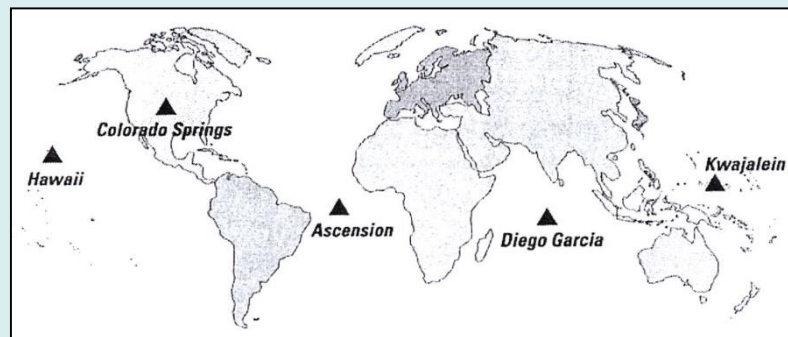 Colorado Springs
Hawaii
Kwajalein
Ascension
Diego Garcia